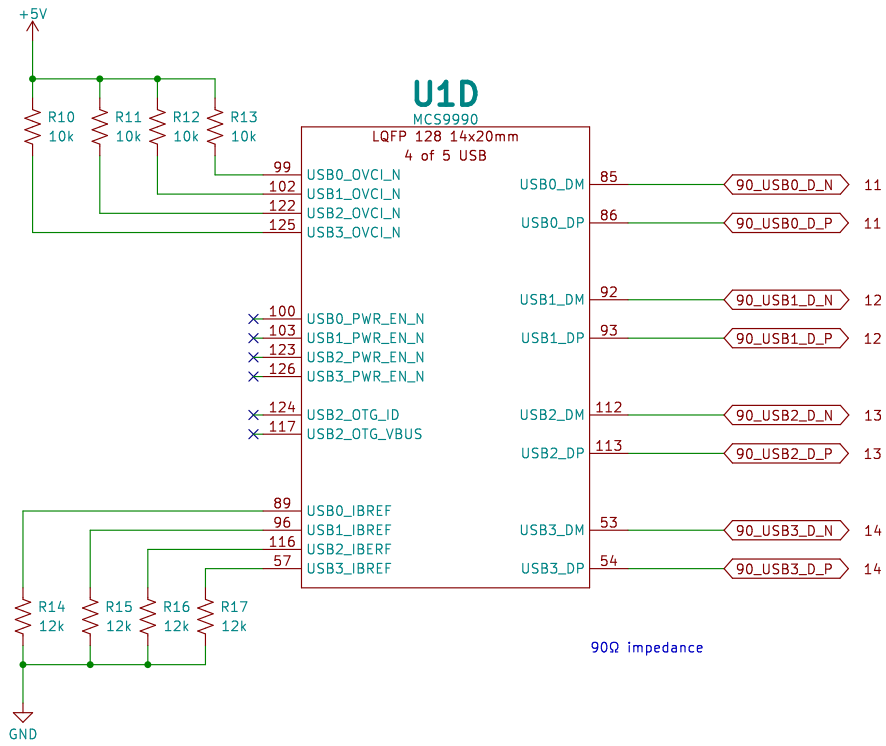 +5V
R10
10k
R11
10k
R12
10k
R13
10k
U1D
MCS9990
LQFP 128 14x20mm
4 of 5 USB
99 USB0_OVCI_N
102 USB1_OVCI_N
122 USB2_OVCI_N
125 USB3_OVCI_N
100 USB0_PWR_EN_N
103 USB1_PWR_EN_N
123 USB2_PWR_EN_N
126 USB3_PWR_EN_N
124 USB2_OTG_ID
117 USB2_OTG_VBUS
89 USB0_IBREF
96 USB1_IBREF
116 USB2_IBERF
57 USB3_IBREF
USB0_DM 85 90_USB0_D_N 11
USB0_DP 86 90_USB0_D_P 11
USB1_DM 92 90_USB1_D_N 12
USB1_DP 93 90_USB1_D_P 12
USB2_DM 112 90_USB2_D_N 13
USB2_DP 113 90_USB2_D_P 13
USB3_DM 53 90_USB3_D_N 14
USB3_DP 54 90_USB3_D_P 14
R14
12k
R15
12k
R16
12k
R17
12k
GND
90Ω impedance